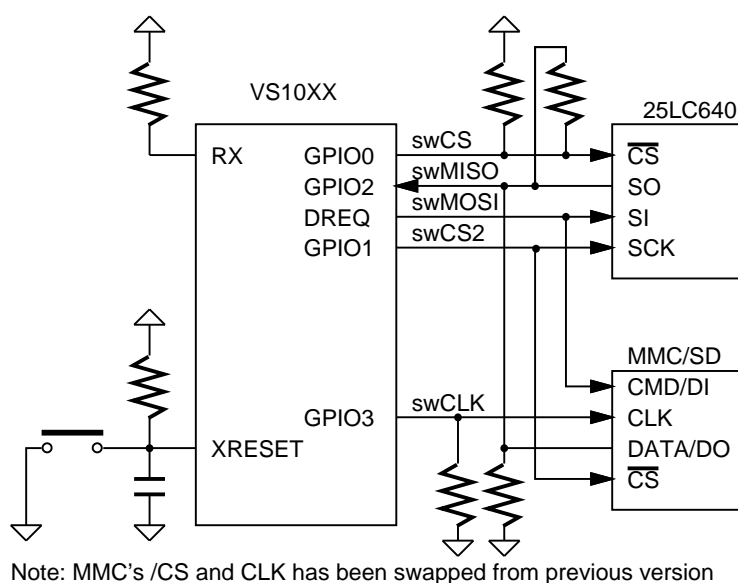 VS10XX
25LC640
RX
GPIO0
swCS
CS
GPIO2
swMISO
SO
DREQ
swMOSI
SI
GPIO1
swCS2
SCK
MMC/SD
CMD/DI
GPIO3
swCLK
CLK
XRESET
DATA/DO
CS
Note: MMC's /CS and CLK has been swapped from previous version